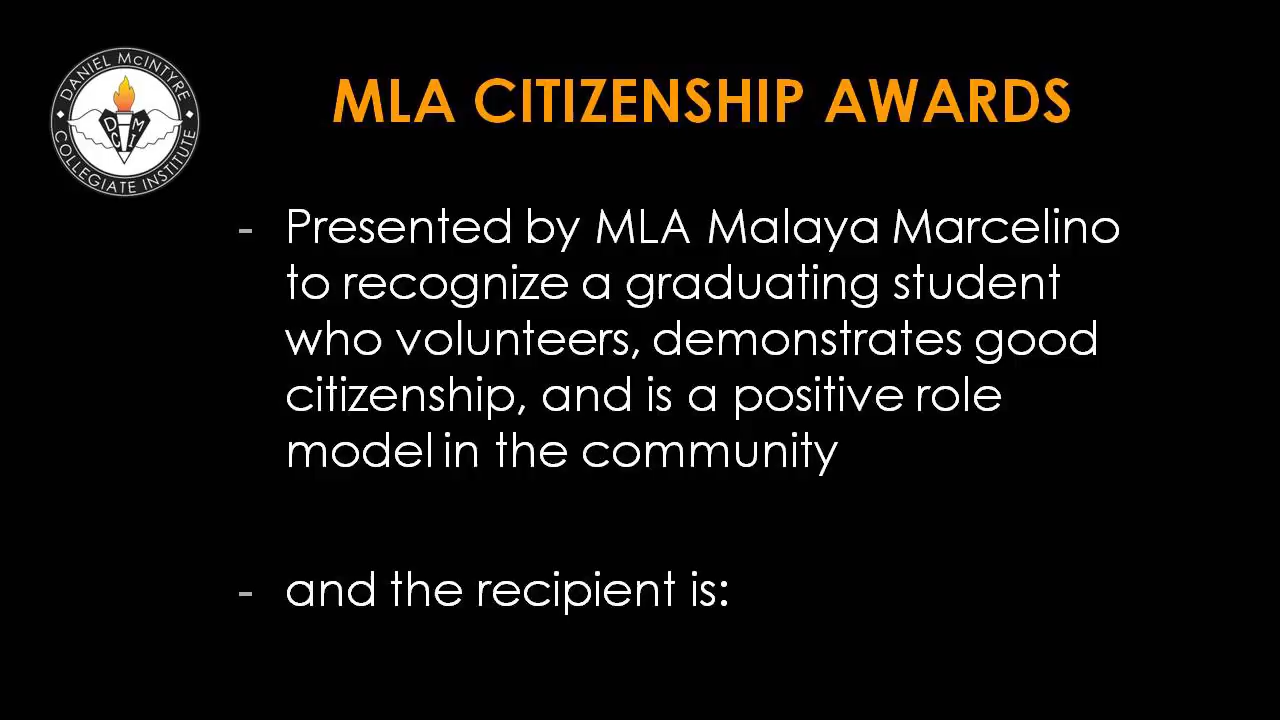 DANIEL McINTYRE
COLLEGIATE INSTITUTE
D M
C I
MLA CITIZENSHIP AWARDS
- Presented by MLA Malaya Marcelino
to recognize a graduating student
who volunteers, demonstrates good
citizenship, and is a positive role
model in the community
- and the recipient is: